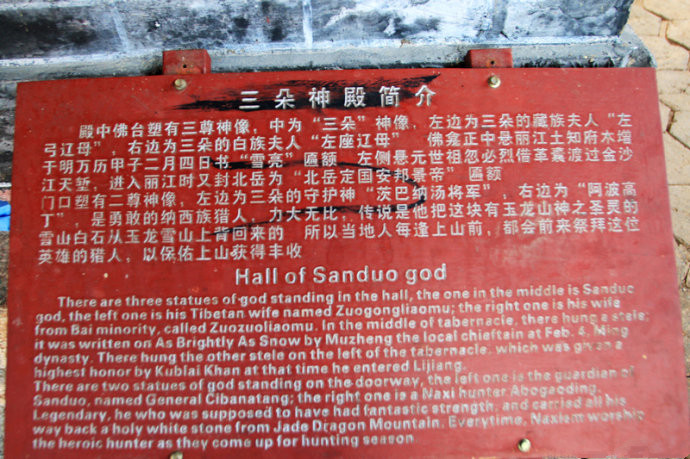 三朵神殿简介
殿中佛台塑有三尊神像，中为“三朵”神像，左边为三朵的藏族夫人“左
弓辽母”，右边为三朵的白族夫人“左座辽母” 佛龛正中悬丽江土知府木增
于明万历甲子二月四日书“雪亮”匾额 左侧悬元世祖忽必烈借革囊渡过金沙
江天堑，进入丽江时又封北岳为“北岳定国安邦景帝”匾额
门口塑有二尊神像，左边为三朵的守护神“茨巴纳汤将军”，右边为“阿波高
丁”，是勇敢的纳西族猎人，力大无比，传说是他把这块有玉龙山神之圣灵的
雪山白石从玉龙雪山上背回来的 所以当地人每逢上山前，都会前来祭拜这位
英雄的猎人，以保佑上山获得丰收
Hall of Sanduo god
There are three statues of god standing in the hall, the one in the middle is Sanduo
god, the left one is his Tibetan wife named Zuogongliaomu; the right one is his wife
from Bai minority, called Zuozuoliaomu. In the middle of tabernacle, there hung a stele;
it was written on As Brightly As Snow by Muzheng the local chieftain at Feb. 4, Ming
dynasty. There hung the other stele on the left of the tabernacle, which was given a
highest honor by Kublai Khan at that time he entered Lijiang.
There are two statues of god standing on the doorway, the left one is the guardian of
Sanduo, named General Cibanatang; the right one is a Naxi hunter Abogaoding.
Legendary, he who was supposed to have had fantastic strength, and carried all his
way back a holy white stone from Jade Dragon Mountain. Everytime, Naxi worship
the heroic hunter as they come up for hunting season